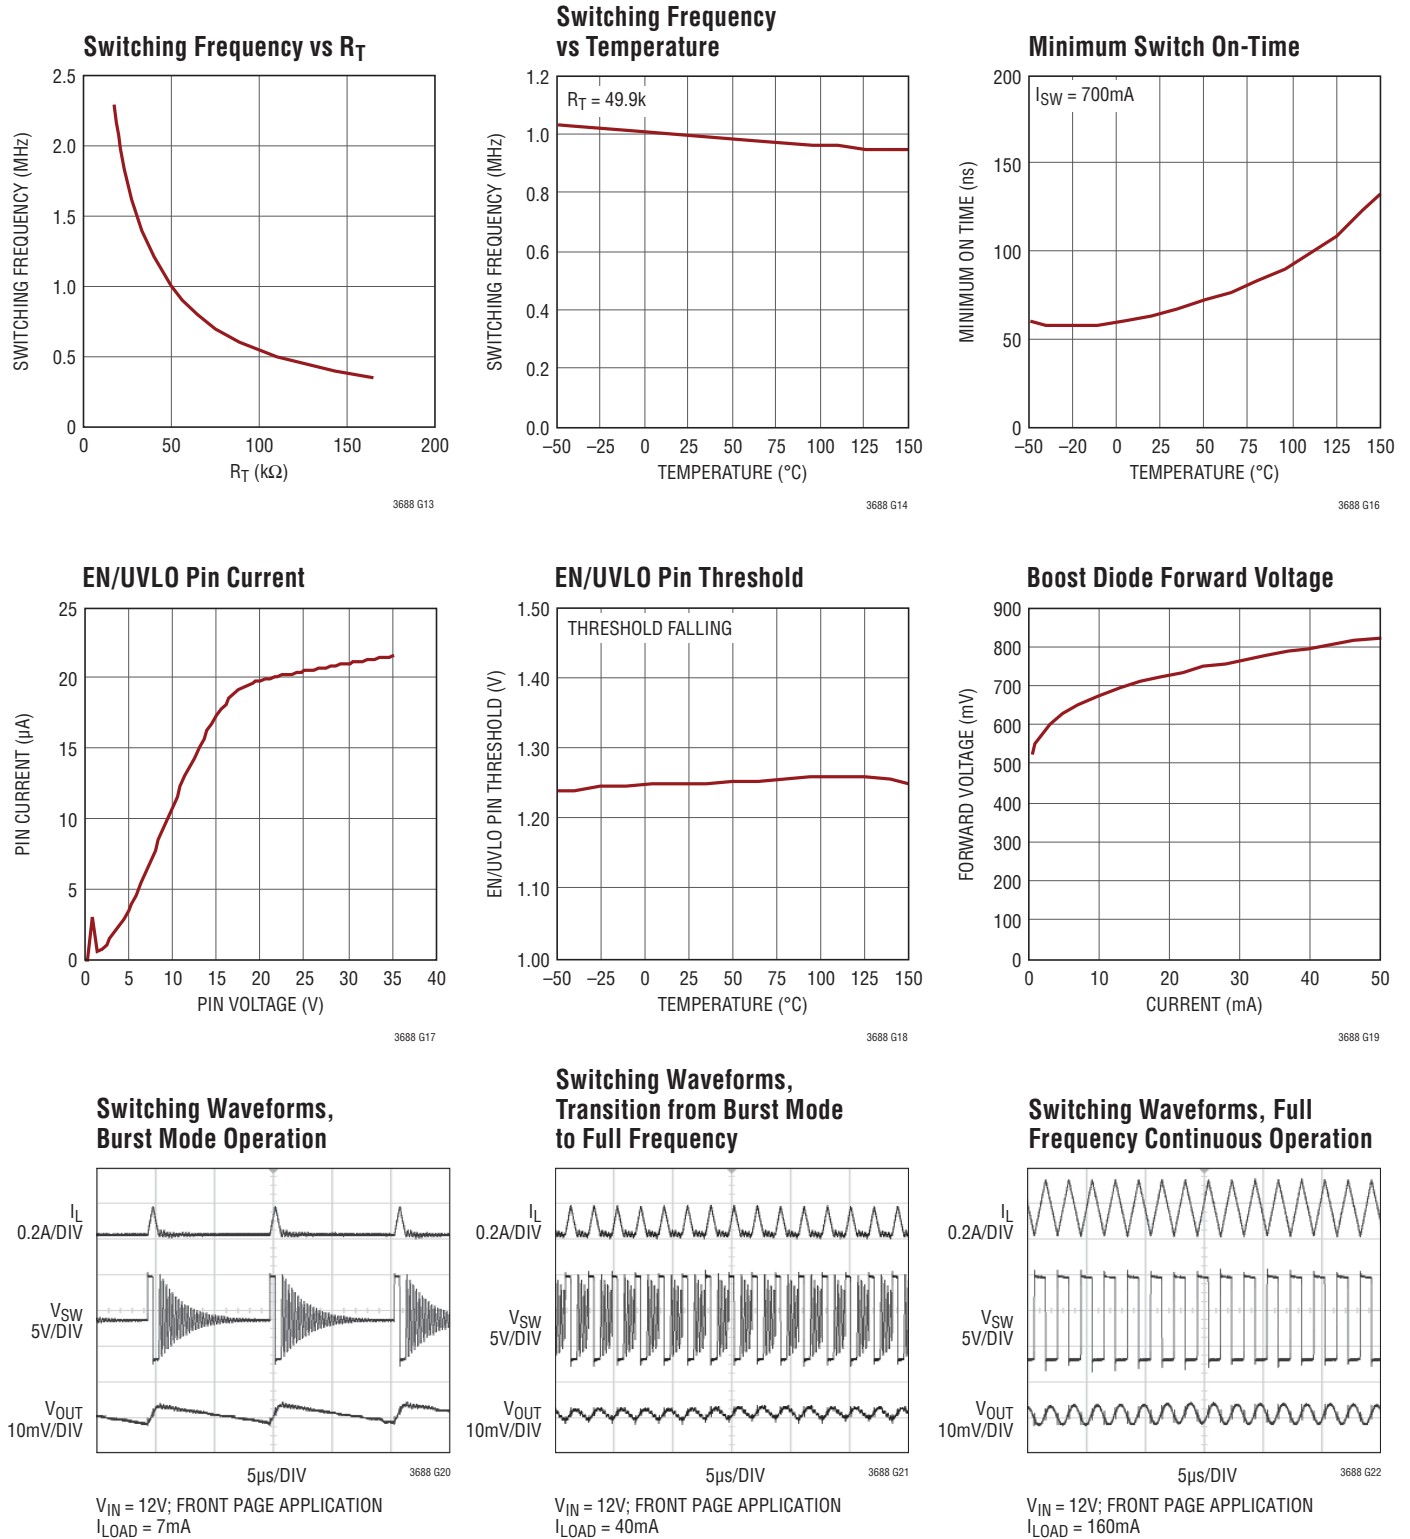 Switching Frequency vs RT
2.5
2.0
1.5
1.0
0.5
0
0 50 100 150 200
SWITCHING FREQUENCY (MHz)
RT (kΩ)
3688 G13
Switching Frequency
vs Temperature
1.2
1.0
0.8
0.6
0.4
0.2
0.0
–50 –25 0 25 50 75 100 125 150
SWITCHING FREQUENCY (MHz)
RT = 49.9k
TEMPERATURE (°C)
3688 G14
Minimum Switch On-Time
200
150
100
50
0
–50 –20 0 25 50 75 100 125 150
MINIMUM ON TIME (ns)
ISW = 700mA
TEMPERATURE (°C)
3688 G16
EN/UVLO Pin Current
25
20
15
10
5
0
0 5 10 15 20 25 30 35 40
PIN CURRENT (µA)
PIN VOLTAGE (V)
3688 G17
EN/UVLO Pin Threshold
1.50
1.40
1.30
1.20
1.10
1.00
–50 –25 0 25 50 75 100 125 150
EN/UVLO PIN THRESHOLD (V)
THRESHOLD FALLING
TEMPERATURE (°C)
3688 G18
Boost Diode Forward Voltage
900
800
700
600
500
400
300
200
100
0
0 10 20 30 40 50
FORWARD VOLTAGE (mV)
CURRENT (mA)
3688 G19
Switching Waveforms,
Burst Mode Operation
IL
0.2A/DIV
VSW
5V/DIV
VOUT
10mV/DIV
5µs/DIV
3688 G20
VIN = 12V; FRONT PAGE APPLICATION
ILOAD = 7mA
Switching Waveforms,
Transition from Burst Mode
to Full Frequency
IL
0.2A/DIV
VSW
5V/DIV
VOUT
10mV/DIV
5µs/DIV
3688 G21
VIN = 12V; FRONT PAGE APPLICATION
ILOAD = 40mA
Switching Waveforms, Full
Frequency Continuous Operation
IL
0.2A/DIV
VSW
5V/DIV
VOUT
10mV/DIV
5µs/DIV
3688 G22
VIN = 12V; FRONT PAGE APPLICATION
ILOAD = 160mA